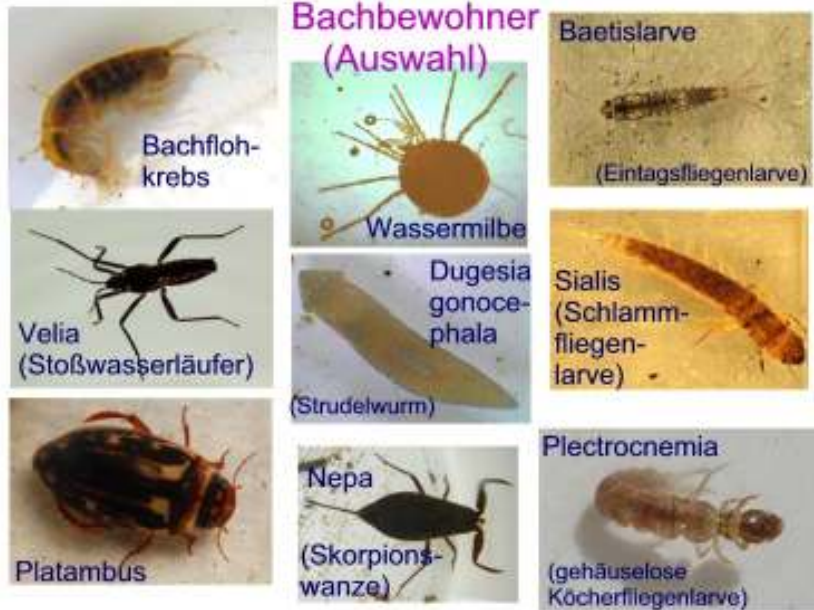 Bachbewohner
(Auswahl)
Bachfloh-
krebs
Wassermilbe
Baetislarve
(Eintagsfliegenlarve)
Velia
(Stoßwasserläufer)
Dugesia
gonoce-
phala
(Strudelwurm)
Sialis
(Schlamm-
fliegen-
larve)
Platambus
Nepa
(Skorpions-
wanze)
Plectrocnemia
(gehäuselose
Köcherfliegenlarve)